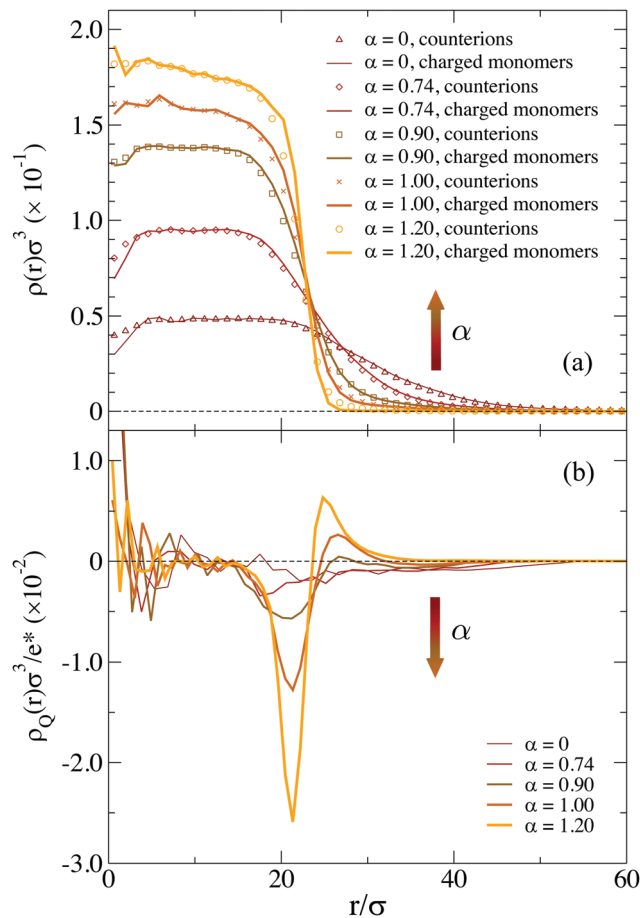 2.0
1.5
1.0
0.5
0
ρ(r)σ³ (× 10⁻¹)
α = 0, counterions
α = 0, charged monomers
α = 0.74, counterions
α = 0.74, charged monomers
α = 0.90, counterions
α = 0.90, charged monomers
α = 1.00, counterions
α = 1.00, charged monomers
α = 1.20, counterions
α = 1.20, charged monomers
α
(a)
(b)
1.0
0
-1.0
-2.0
-3.0
ρ_Q(r)σ³/e* (×10⁻²)
α
α = 0
α = 0.74
α = 0.90
α = 1.00
α = 1.20
0 20 40 60
r/σ